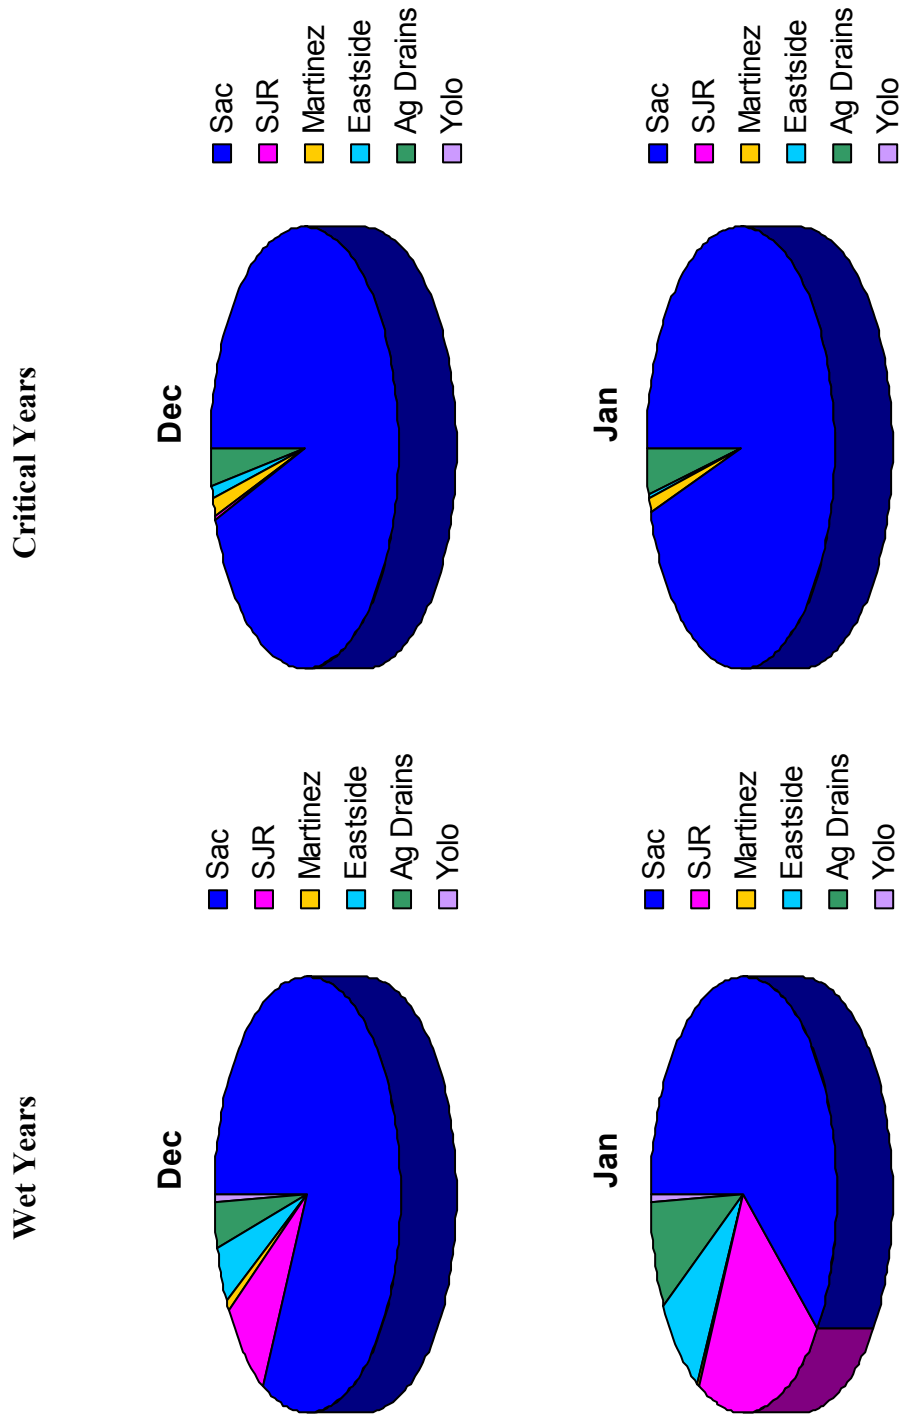 Wet Years
Critical Years
Dec
Sac
SJR
Martinez
Eastside
Ag Drains
Yolo
Dec
Sac
SJR
Martinez
Eastside
Ag Drains
Yolo
Jan
Sac
SJR
Martinez
Eastside
Ag Drains
Yolo
Jan
Sac
SJR
Martinez
Eastside
Ag Drains
Yolo